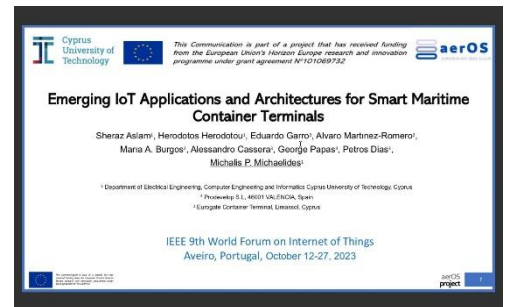 Cyprus
University of
Technology
This Communication is part of a project that has received funding
from the European Union's Horizon Europe research and innovation
programme under grant agreement N°101069732
aerOS
Emerging IoT Applications and Architectures for Smart Maritime
Container Terminals
Sheraz Aslam¹, Herodotos Herodotou¹, Eduardo Garro², Alvaro Martinez-Romero²,
Maria A. Burgos², Alessandro Cassera², George Papas³, Petros Dias³,
Michalis P. Michaelides¹
¹ Department of Electrical Engineering, Computer Engineering and Informatics Cyprus University of Technology, Cyprus
² Prodevelop S.L, 46001 VALENCIA, Spain
³ Eurogate Container Terminal, Limassol, Cyprus
IEEE 9th World Forum on Internet of Things
Aveiro, Portugal, October 12-27, 2023
aerOS
project